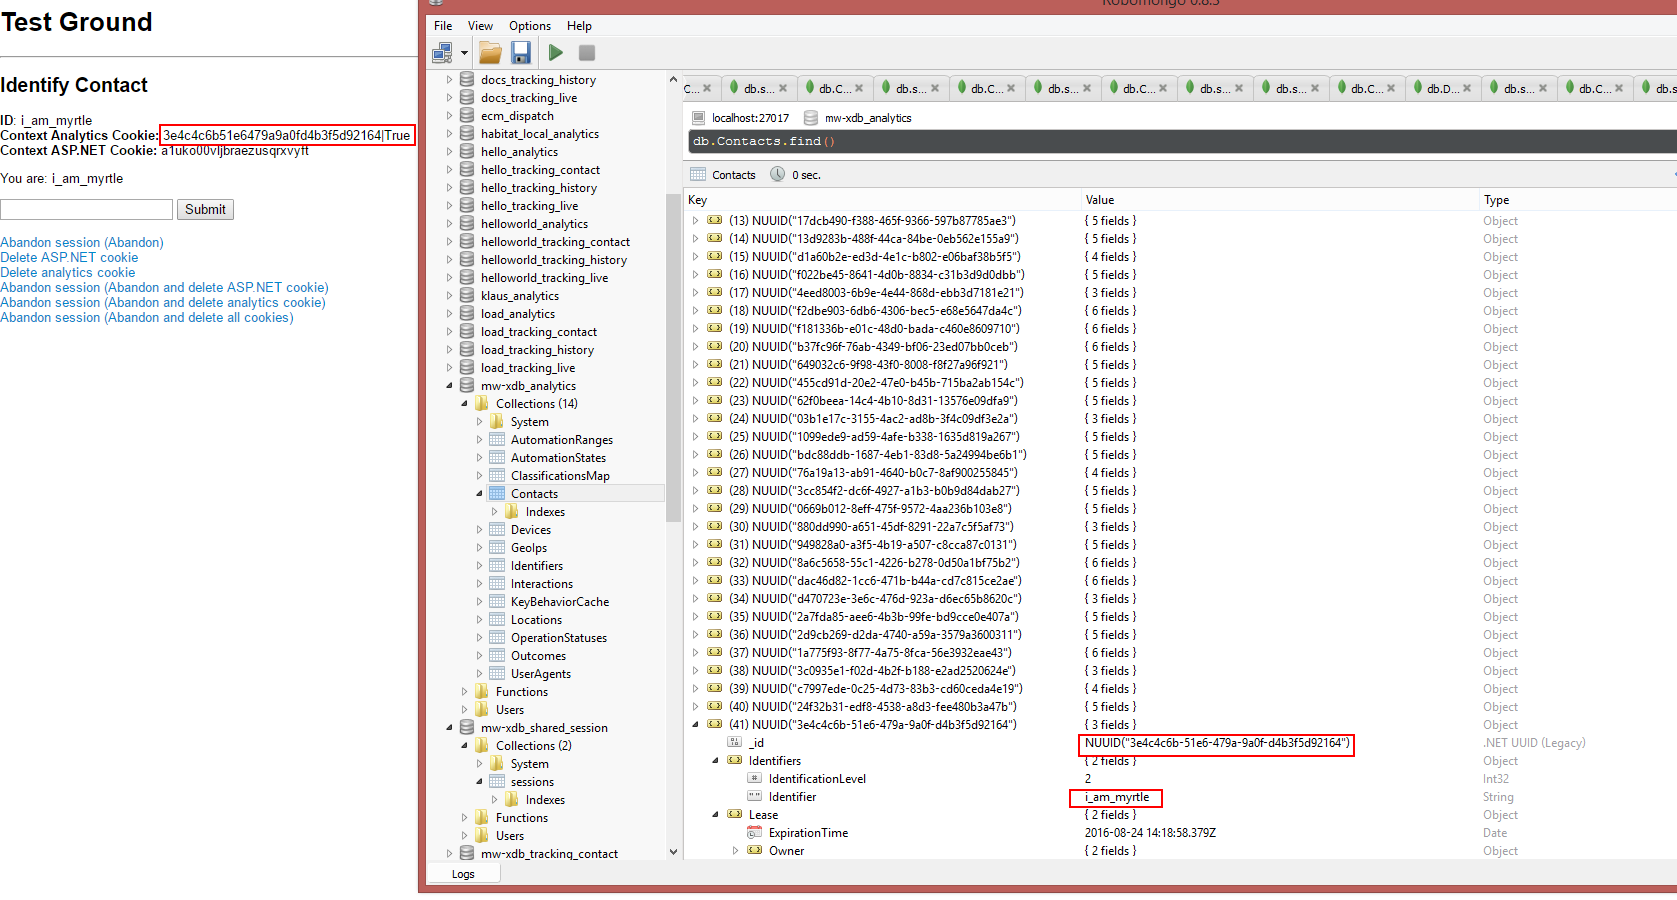 Test Ground
Identify Contact
ID: i_am_myrtle
Context Analytics Cookie: 3e4c4c6b51e6479a9a0fd4b3f5d92164|True
Context ASP.NET Cookie: a1uko00vljbraezusqrxvyft
You are: i_am_myrtle
Submit
Abandon session (Abandon)
Delete ASP.NET cookie
Delete analytics cookie
Abandon session (Abandon and delete ASP.NET cookie)
Abandon session (Abandon and delete analytics cookie)
Abandon session (Abandon and delete all cookies)
Robomongo 0.8.5
File View Options Help
docs_tracking_history
docs_tracking_live
ecm_dispatch
habitat_local_analytics
hello_analytics
hello_tracking_contact
hello_tracking_history
hello_tracking_live
helloworld_analytics
helloworld_tracking_contact
helloworld_tracking_history
helloworld_tracking_live
klaus_analytics
load_analytics
load_tracking_contact
load_tracking_history
load_tracking_live
mw-xdb_analytics
Collections (14)
System
AutomationRanges
AutomationStates
ClassificationsMap
Contacts
Indexes
Devices
GeoIps
Identifiers
Interactions
KeyBehaviorCache
Locations
OperationStatuses
Outcomes
UserAgents
Functions
Users
mw-xdb_shared_session
Collections (2)
System
sessions
Indexes
Functions
Users
mw-xdb_tracking_contact
Logs
C... db.s... db.C... db.s... db.C... db.s... db.C... db.s... db.s... db.C... db.D... db.s... db.C... db.s
localhost:27017 mw-xdb_analytics
db.Contacts.find()
Contacts 0 sec.
Key Value Type
(13) NUUID("17dcb490-f388-465f-9366-597b87785ae3") { 5 fields } Object
(14) NUUID("13d9283b-488f-44ca-84be-0eb562e155a9") { 5 fields } Object
(15) NUUID("d1a60b2e-ed3d-4e1c-b802-e06baf38b5f5") { 4 fields } Object
(16) NUUID("f022be45-8641-4d0b-8834-c31b3d9d0dbb") { 5 fields } Object
(17) NUUID("4eed8003-6b9e-4e44-868d-ebb3d7181e21") { 3 fields } Object
(18) NUUID("f2dbe903-6db6-4306-bec5-e68e5647da4c") { 6 fields } Object
(19) NUUID("f181336b-e01c-48d0-bada-c460e8609710") { 6 fields } Object
(20) NUUID("b37fc96f-76ab-4349-bf06-23ed07bb0ceb") { 6 fields } Object
(21) NUUID("649032c6-9f98-43f0-8008-f8f27a96f921") { 5 fields } Object
(22) NUUID("455cd91d-20e2-47e0-b45b-715ba2ab154c") { 5 fields } Object
(23) NUUID("62f0beea-14c4-4b10-8d31-13576e09dfa9") { 5 fields } Object
(24) NUUID("03b1e17c-3155-4ac2-ad8b-3f4c09df3e2a") { 3 fields } Object
(25) NUUID("1099ede9-ad59-4afe-b338-1635d819a267") { 5 fields } Object
(26) NUUID("bdc88ddb-1687-4eb1-83d8-5a24994be6b1") { 5 fields } Object
(27) NUUID("76a19a13-ab91-4640-b0c7-8af900255845") { 4 fields } Object
(28) NUUID("3cc854f2-dc6f-4927-a1b3-b0b9d84dab27") { 5 fields } Object
(29) NUUID("0669b012-8eff-475f-9572-4aa236b103e8") { 5 fields } Object
(30) NUUID("880dd990-a651-45df-8291-22a7c5f5af73") { 3 fields } Object
(31) NUUID("949828a0-a3f5-4b19-a507-c8cca87c0131") { 5 fields } Object
(32) NUUID("8a6c5658-55c1-4226-b278-0d50a1bf75b2") { 6 fields } Object
(33) NUUID("dac46d82-1cc6-471b-b44a-cd7c815ce2ae") { 6 fields } Object
(34) NUUID("d470723e-3e6c-476d-923a-d6ec65b8620c") { 3 fields } Object
(35) NUUID("2a7fda85-aee6-4b3b-99fe-bd9cce0e407a") { 5 fields } Object
(36) NUUID("2d9cb269-d2da-4740-a59a-3579a3600311") { 5 fields } Object
(37) NUUID("1a775f93-8f77-4a75-8fca-56e3932eae43") { 6 fields } Object
(38) NUUID("3c0935e1-f02d-4b2f-b188-e2ad2520624e") { 3 fields } Object
(39) NUUID("c7997ede-0c25-4d73-83b3-cd60ceda4e19") { 4 fields } Object
(40) NUUID("24f32b31-edf8-4538-a8d3-fee480b3a47b") { 5 fields } Object
(41) NUUID("3e4c4c6b-51e6-479a-9a0f-d4b3f5d92164") { 3 fields } Object
_id NUUID("3e4c4c6b-51e6-479a-9a0f-d4b3f5d92164") .NET UUID (Legacy)
Identifiers { 2 fields } Object
IdentificationLevel 2 Int32
Identifier i_am_myrtle String
Lease { 2 fields } Object
ExpirationTime 2016-08-24 14:18:58.379Z Date
Owner { 2 fields } Object